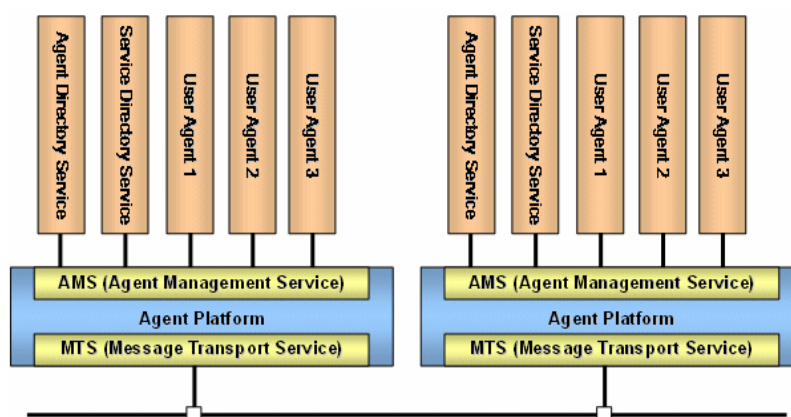 Agent Directory Service
Service Directory Service
User Agent 1
User Agent 2
User Agent 3
AMS (Agent Management Service)
Agent Platform
MTS (Message Transport Service)
Agent Directory Service
Service Directory Service
User Agent 1
User Agent 2
User Agent 3
AMS (Agent Management Service)
Agent Platform
MTS (Message Transport Service)